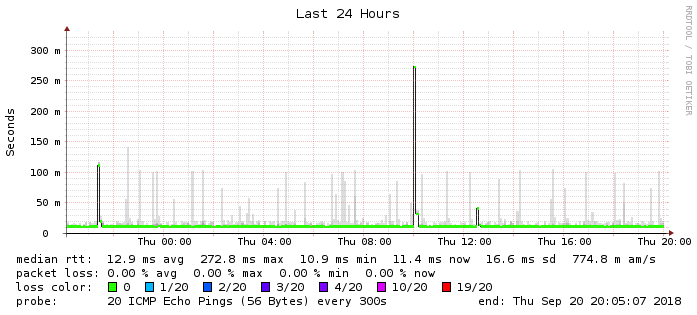 Last 24 Hours
RRDTOOL / TOBI OETIKER
Seconds
300 m
250 m
200 m
150 m
100 m
50 m
0
Thu 00:00 Thu 04:00 Thu 08:00 Thu 12:00 Thu 16:00 Thu 20:00
median rtt: 12.9 ms avg 272.8 ms max 10.9 ms min 11.4 ms now 16.6 ms sd 774.8 m am/s
packet loss: 0.00 % avg 0.00 % max 0.00 % min 0.00 % now
loss color: 0 1/20 2/20 3/20 4/20 10/20 19/20
probe: 20 ICMP Echo Pings (56 Bytes) every 300s end: Thu Sep 20 20:05:07 2018